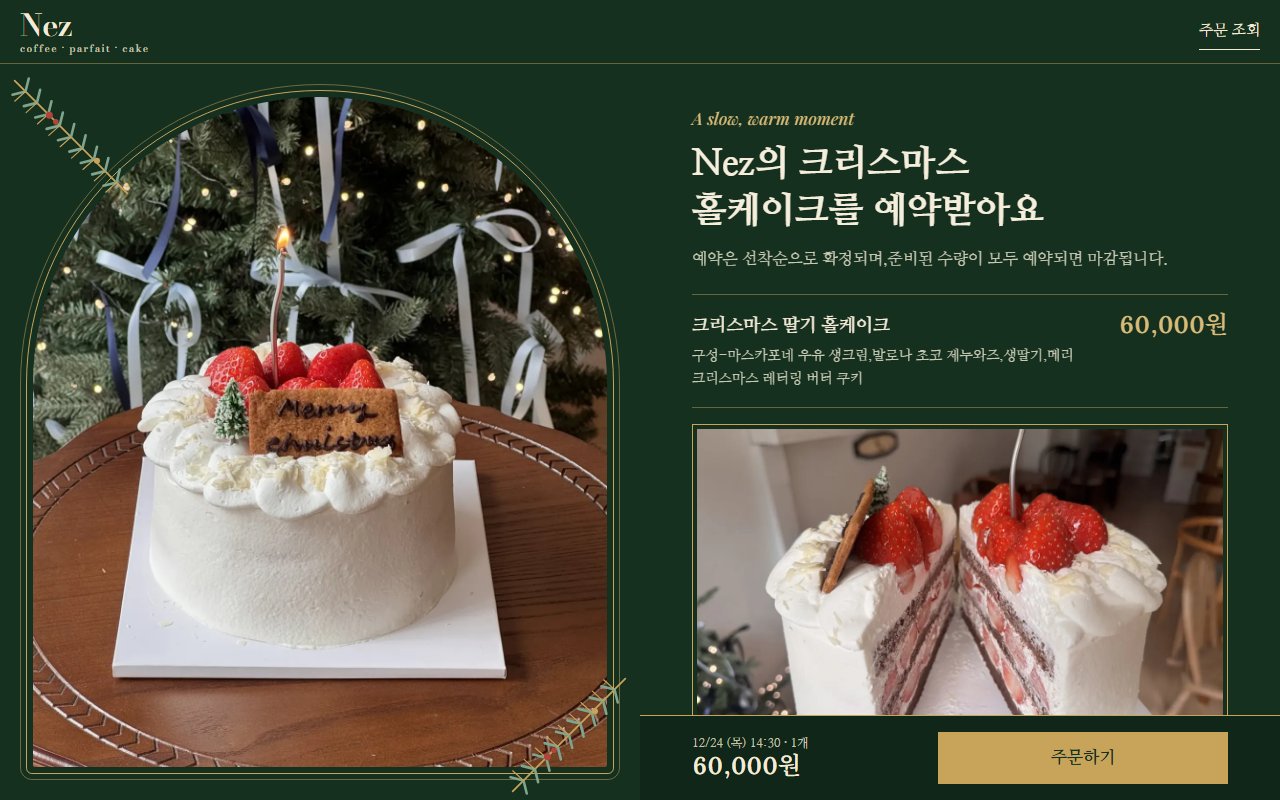 Nez
coffee · parfait · cake
주문 조회
A slow, warm moment
Nez의 크리스마스
홀케이크를 예약받아요
예약은 선착순으로 확정되며,준비된 수량이 모두 예약되면 마감됩니다.
크리스마스 딸기 홀케이크
60,000원
구성-마스카포네 우유 생크림,발로나 초코 제누와즈,생딸기,메리
크리스마스 레터링 버터 쿠키
Merry
christmas
12/24 (목) 14:30 · 1개
60,000원
주문하기